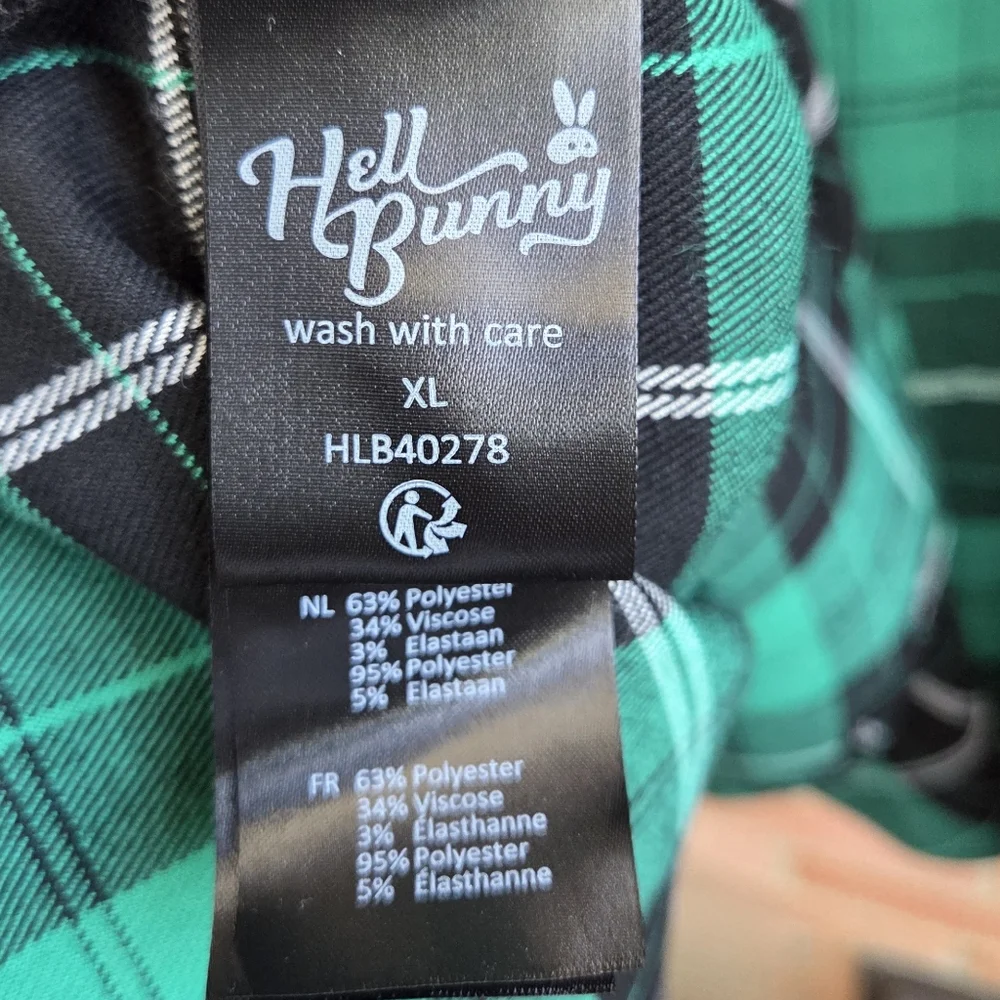 Hell
Bunny
wash with care
XL
HLB40278
NL 63% Polyester
34% Viscose
3% Elastaan
95% Polyester
5% Elastaan
FR 63% Polyester
34% Viscose
3% Élasthanne
95% Polyester
5% Élasthanne